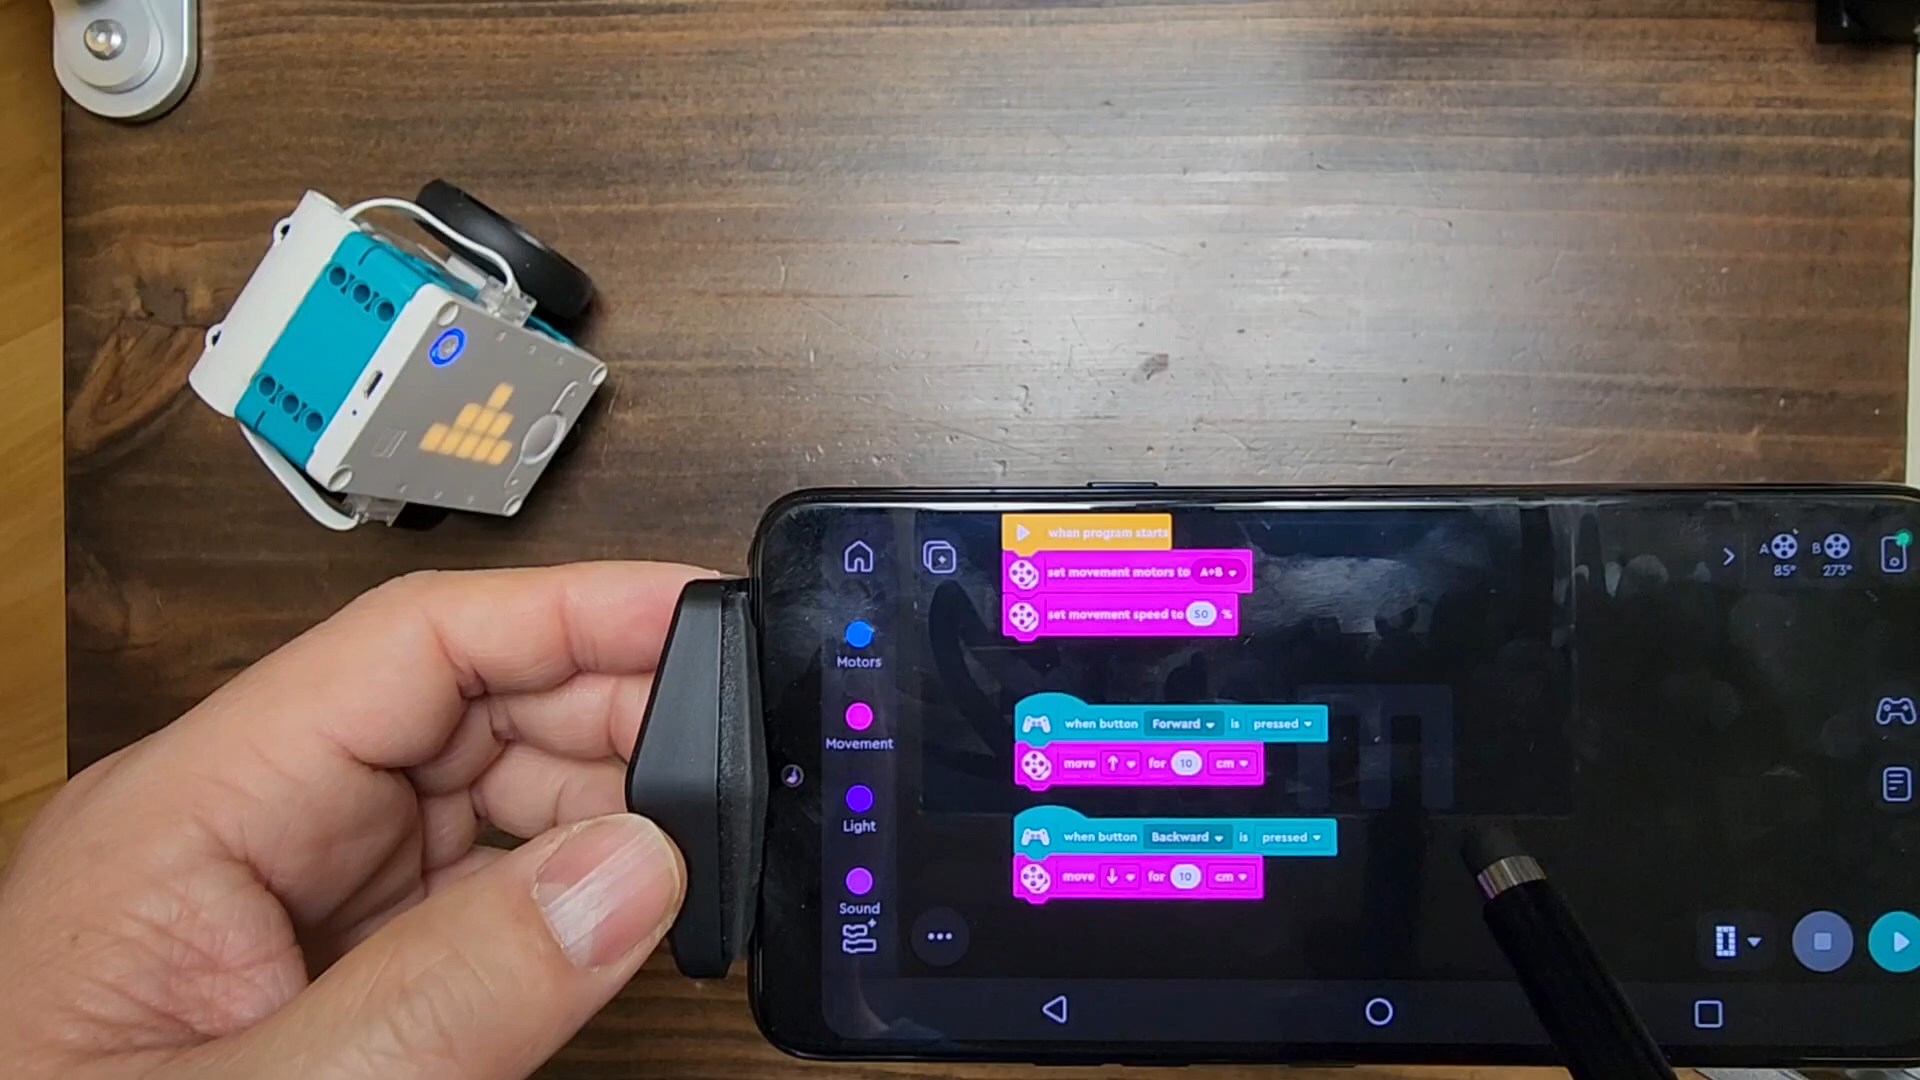 when program starts
set movement motors to A+B
set movement speed to 50 %
A B
85° 273°
Motors
Movement
Light
Sound
when button Forward is pressed
move for 10 cm
when button Backward is pressed
move for 10 cm